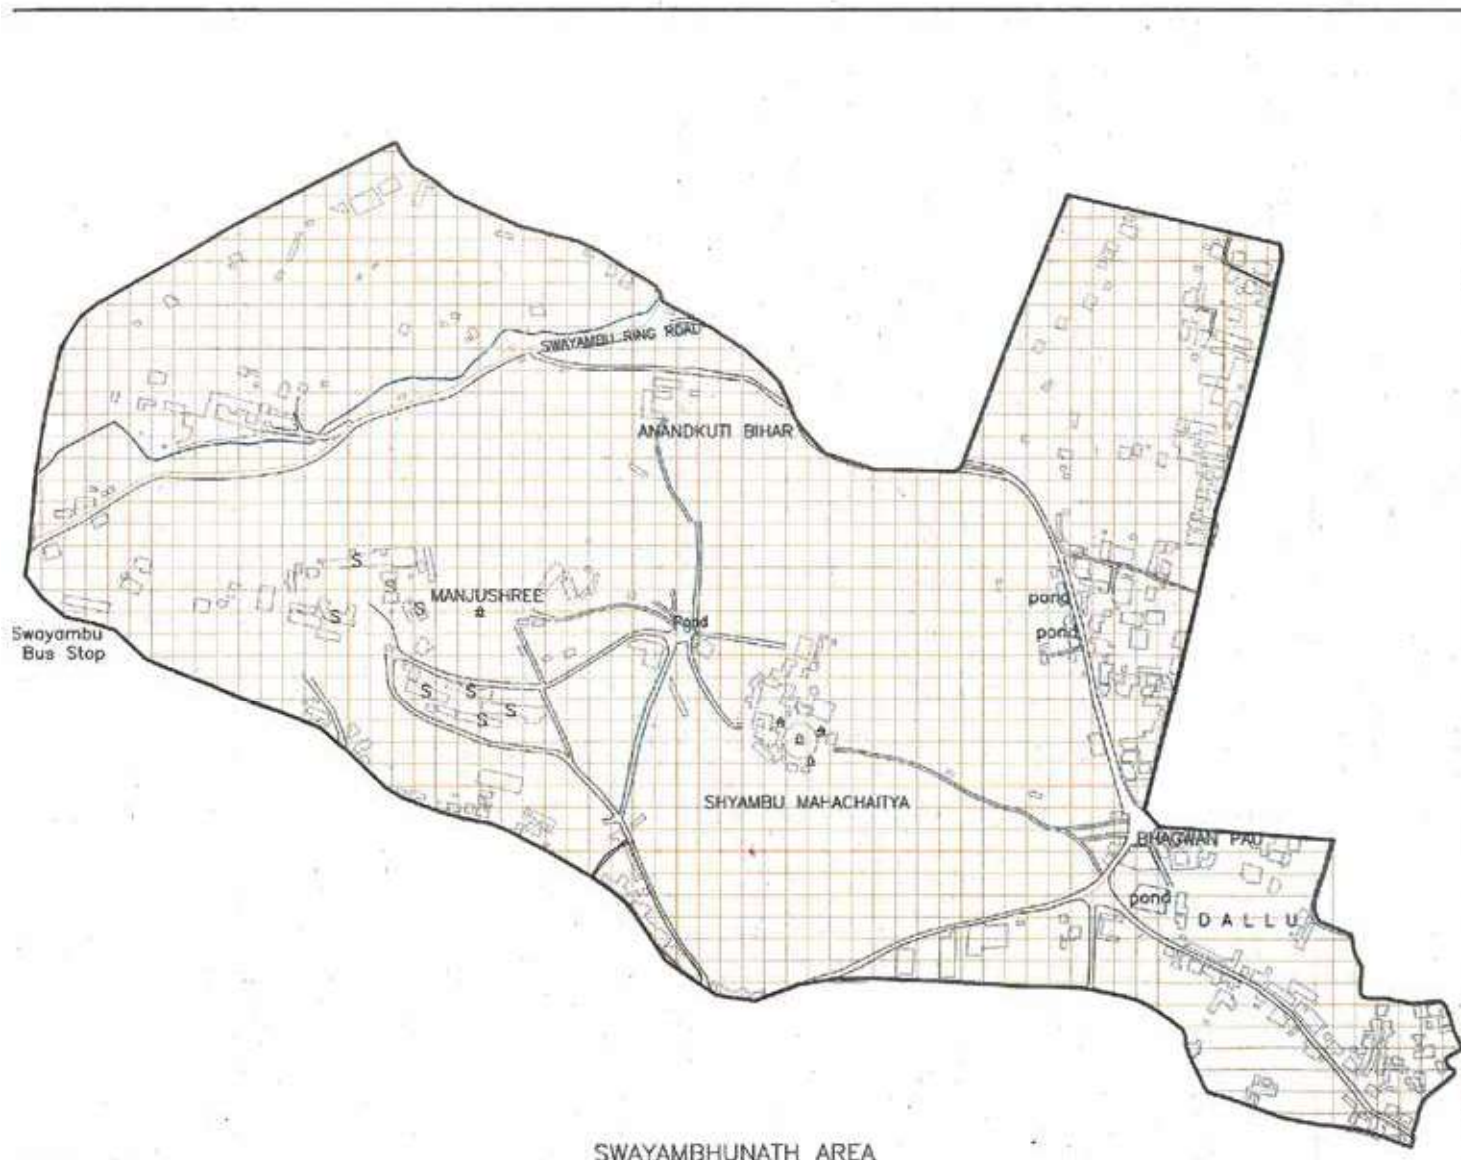 SWAYAMBU RING ROAD
ANANDKUTI BIHAR
S
S
MANJUSHREE
S
S
pond
Pond
pond
Swayambu
Bus Stop
S
S
S
S
SHYAMBU MAHACHAITYA
BHAGWAN PAU
pond
DALLU
SWAYAMBHUNATH AREA